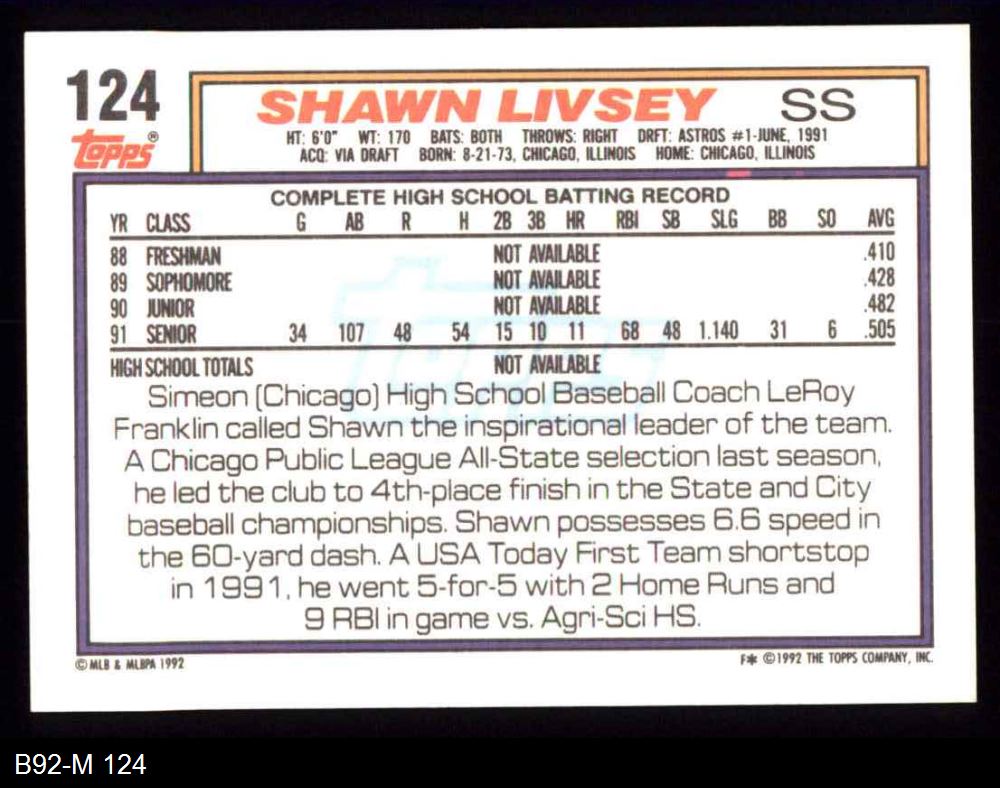 124
Topps®
SHAWN LIVSEY SS
HT: 6'0" WT: 170 BATS: BOTH THROWS: RIGHT DRFT: ASTROS #1-JUNE, 1991
ACQ: VIA DRAFT BORN: 8-21-73, CHICAGO, ILLINOIS HOME: CHICAGO, ILLINOIS
COMPLETE HIGH SCHOOL BATTING RECORD
YR CLASS G AB R H 2B 3B HR RBI SB SLG BB SO AVG
88 FRESHMAN NOT AVAILABLE .410
89 SOPHOMORE NOT AVAILABLE .428
90 JUNIOR NOT AVAILABLE .482
91 SENIOR 34 107 48 54 15 10 11 68 48 1.140 31 6 .505
HIGH SCHOOL TOTALS NOT AVAILABLE
Topps
Simeon (Chicago) High School Baseball Coach LeRoy
Franklin called Shawn the inspirational leader of the team.
A Chicago Public League All-State selection last season,
he led the club to 4th-place finish in the State and City
baseball championships. Shawn possesses 6.6 speed in
the 60-yard dash. A USA Today First Team shortstop
in 1991, he went 5-for-5 with 2 Home Runs and
9 RBI in game vs. Agri-Sci HS.
© MLB & MLBPA 1992
F✻ ©1992 THE TOPPS COMPANY, INC.
B92-M 124